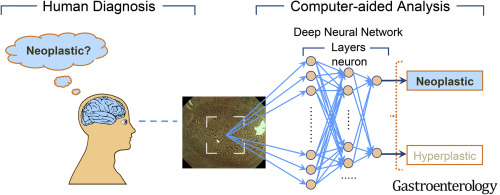 Human Diagnosis
Computer-aided Analysis
Neoplastic?
Deep Neural Network
Layers
neuron
Neoplastic
Hyperplastic
Gastroenterology